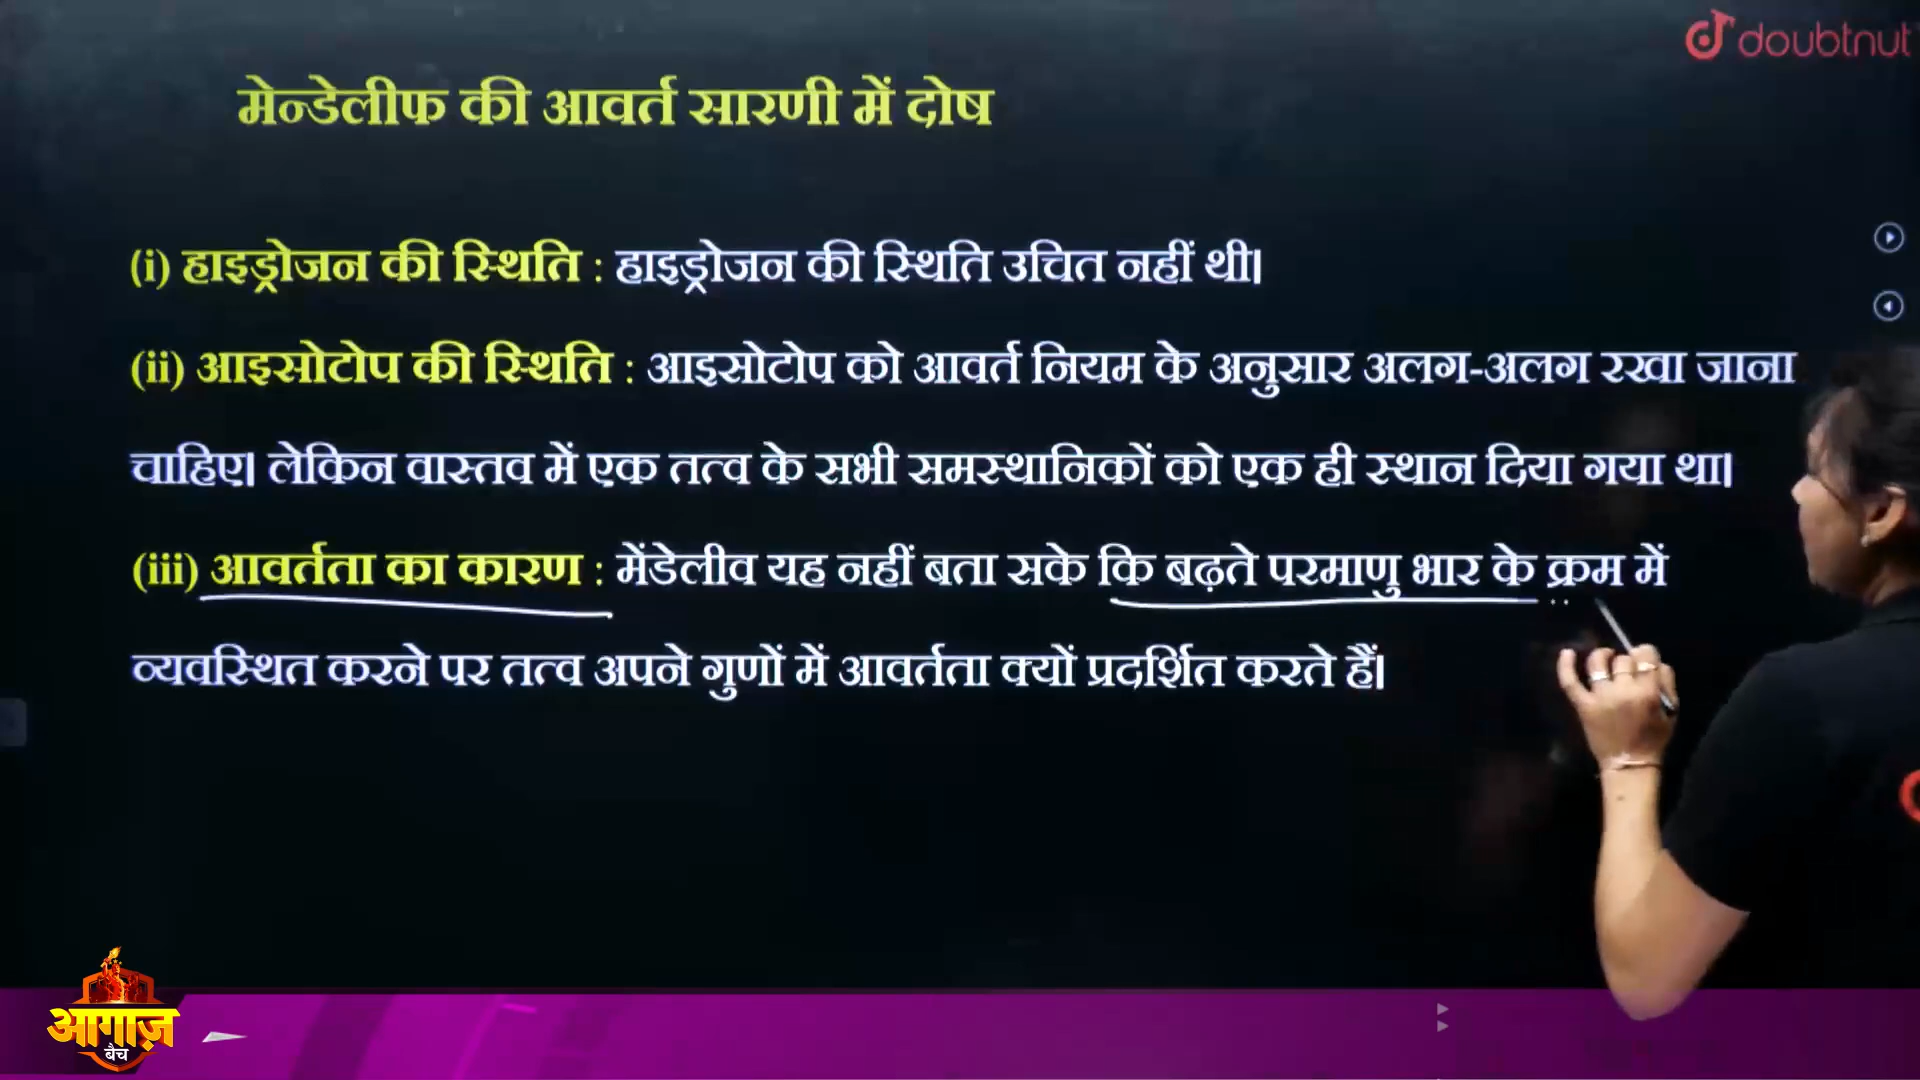 doubtnut
मेन्डेलीफ की आवर्त सारणी में दोष
(i) हाइड्रोजन की स्थिति : हाइड्रोजन की स्थिति उचित नहीं थी।
(ii) आइसोटोप की स्थिति : आइसोटोप को आवर्त नियम के अनुसार अलग-अलग रखा जाना
चाहिए। लेकिन वास्तव में एक तत्व के सभी समस्थानिकों को एक ही स्थान दिया गया था।
(iii) आवर्तता का कारण : मेंडेलीव यह नहीं बता सके कि बढ़ते परमाणु भार के क्रम में
व्यवस्थित करने पर तत्व अपने गुणों में आवर्तता क्यों प्रदर्शित करते हैं।
आगाज़
बैच